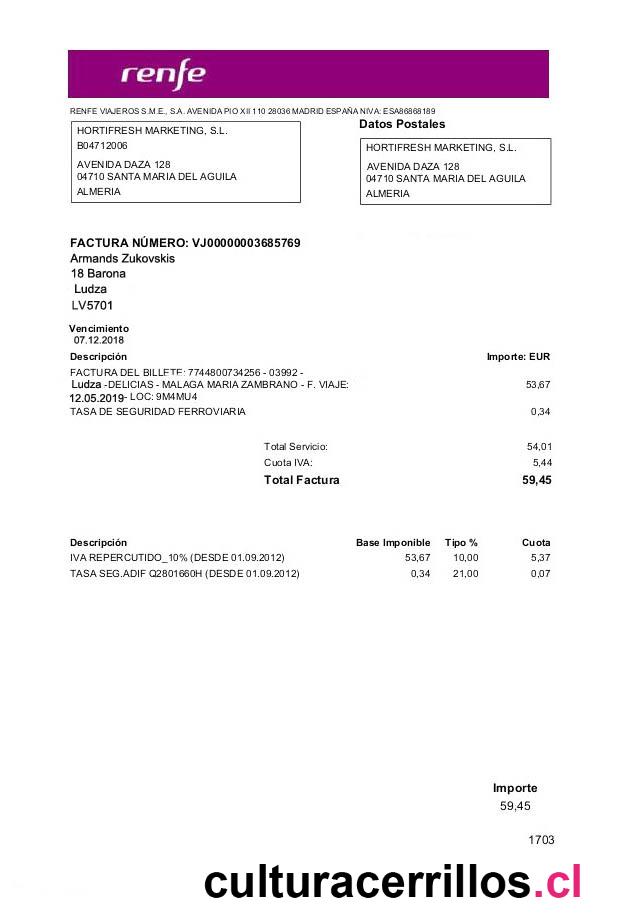 renfe
RENFE VIAJEROS S.M.E., S.A. AVENIDA PIO XII 110 28036 MADRID ESPAÑA NIVA: ESA86868189
HORTIFRESH MARKETING, S.L.
B04712006
AVENIDA DAZA 128
04710 SANTA MARIA DEL AGUILA
ALMERIA
Datos Postales
HORTIFRESH MARKETING, S.L.
AVENIDA DAZA 128
04710 SANTA MARIA DEL AGUILA
ALMERIA
FACTURA NÚMERO: VJ00000003685769
Armands Zukovskis
18 Barona
Ludza
LV5701
Vencimiento
07.12.2018
Descripción Importe: EUR
FACTURA DEL BILLETE: 7744800734256 - 03992 -
Ludza -DELICIAS - MALAGA MARIA ZAMBRANO - F. VIAJE: 53,67
12.05.2019- LOC: 9M4MU4
TASA DE SEGURIDAD FERROVIARIA 0,34
Total Servicio: 54,01
Cuota IVA: 5,44
Total Factura 59,45
Descripción Base Imponible Tipo % Cuota
IVA REPERCUTIDO_10% (DESDE 01.09.2012) 53,67 10,00 5,37
TASA SEG.ADIF Q2801660H (DESDE 01.09.2012) 0,34 21,00 0,07
Importe
59,45
1703
culturacerrillos.cl